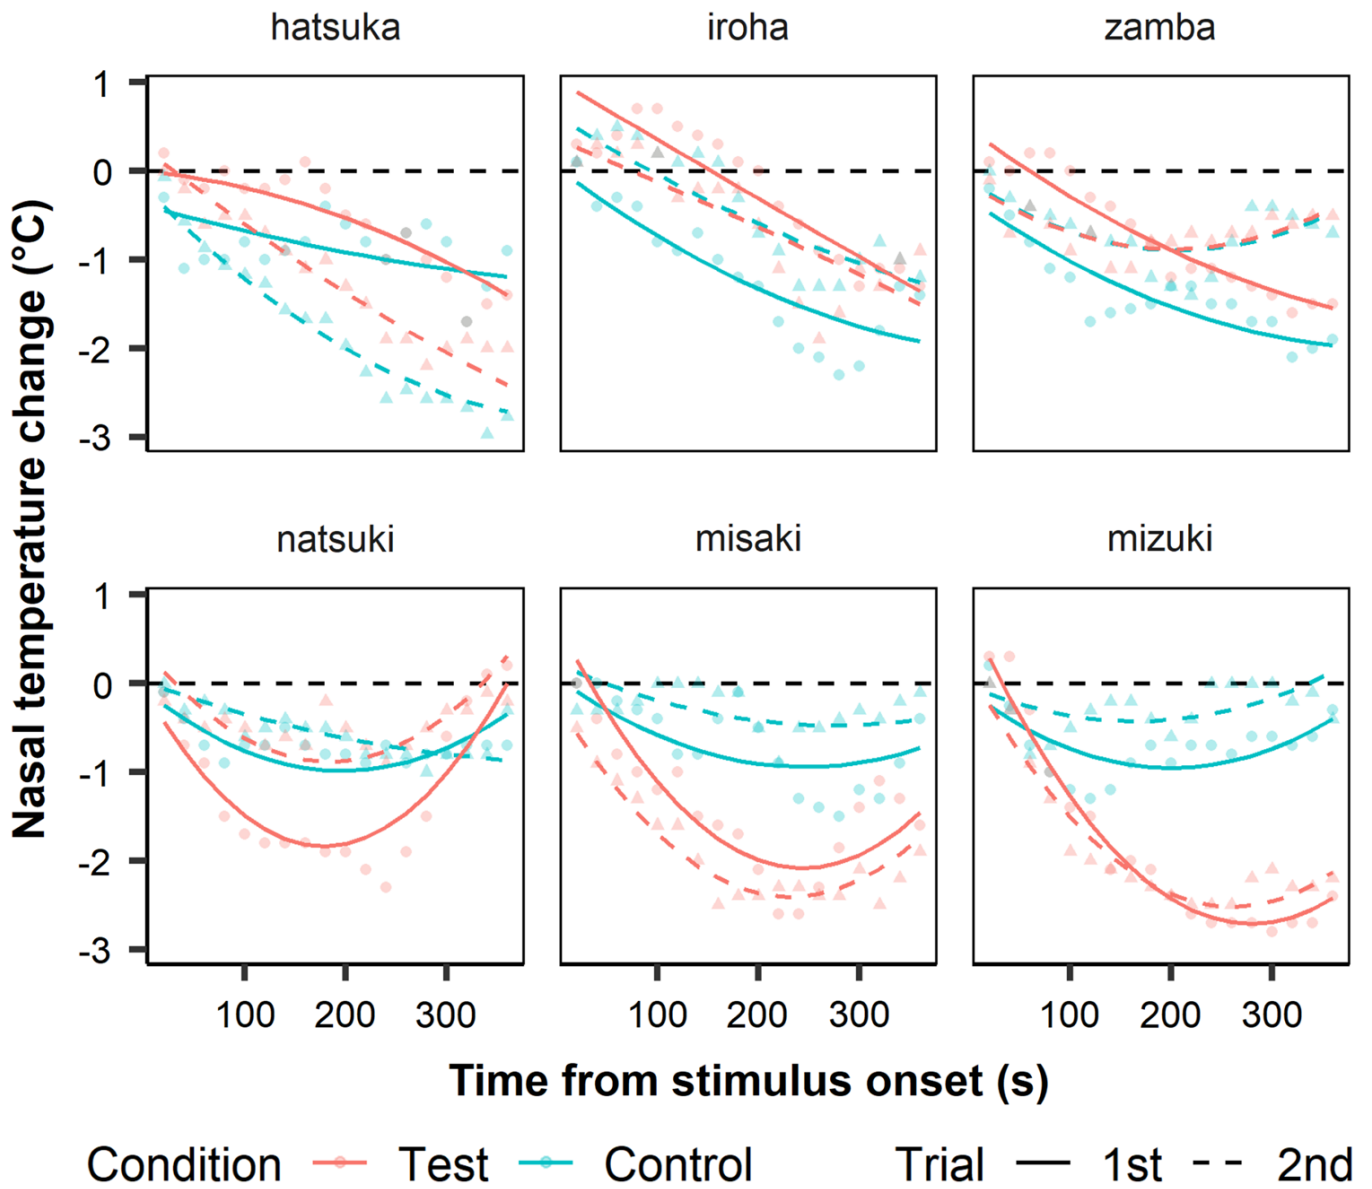 hatsuka iroha zamba
1
0
-1
-2
-3
natsuki misaki mizuki
1
0
-1
-2
-3
100 200 300 100 200 300 100 200 300
Nasal temperature change (°C)
Time from stimulus onset (s)
Condition Test Control Trial 1st 2nd